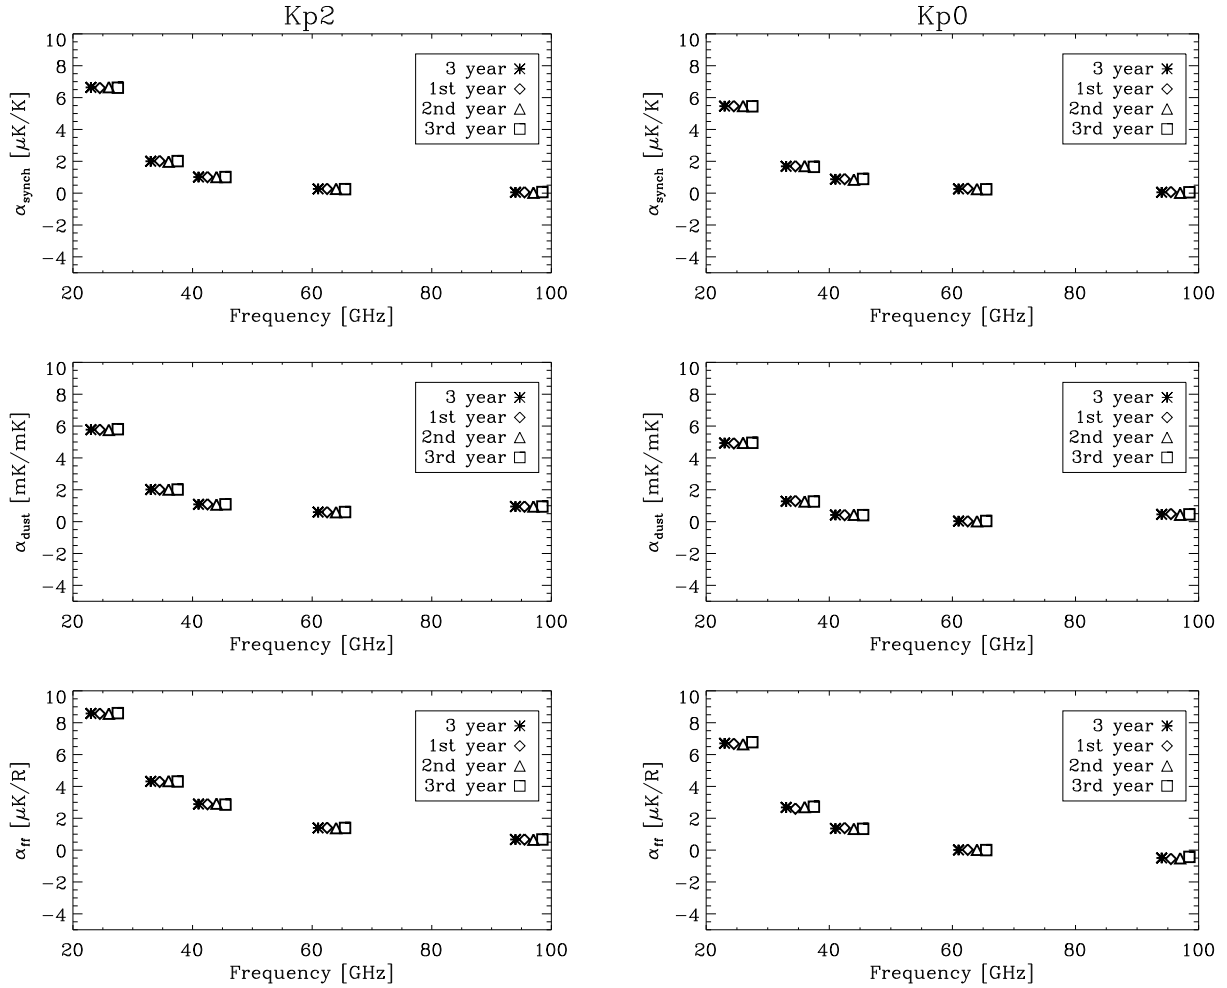 Kp2
Kp0
10
8
6
4
2
0
−2
−4
α_synch [μK/K]
3 year
1st year
2nd year
3rd year
20 40 60 80 100
Frequency [GHz]
10
8
6
4
2
0
−2
−4
α_synch [μK/K]
3 year
1st year
2nd year
3rd year
20 40 60 80 100
Frequency [GHz]
10
8
6
4
2
0
−2
−4
α_dust [mK/mK]
3 year
1st year
2nd year
3rd year
20 40 60 80 100
Frequency [GHz]
10
8
6
4
2
0
−2
−4
α_dust [mK/mK]
3 year
1st year
2nd year
3rd year
20 40 60 80 100
Frequency [GHz]
10
8
6
4
2
0
−2
−4
α_ff [μK/R]
3 year
1st year
2nd year
3rd year
20 40 60 80 100
Frequency [GHz]
10
8
6
4
2
0
−2
−4
α_ff [μK/R]
3 year
1st year
2nd year
3rd year
20 40 60 80 100
Frequency [GHz]